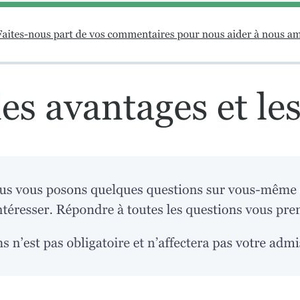 Faites-nous part de vos commentaires pour nous aider à nous am
es avantages et les
us vous posons quelques questions sur vous-même
ntéresser. Répondre à toutes les questions vous pren
ns n’est pas obligatoire et n’affectera pas votre admi